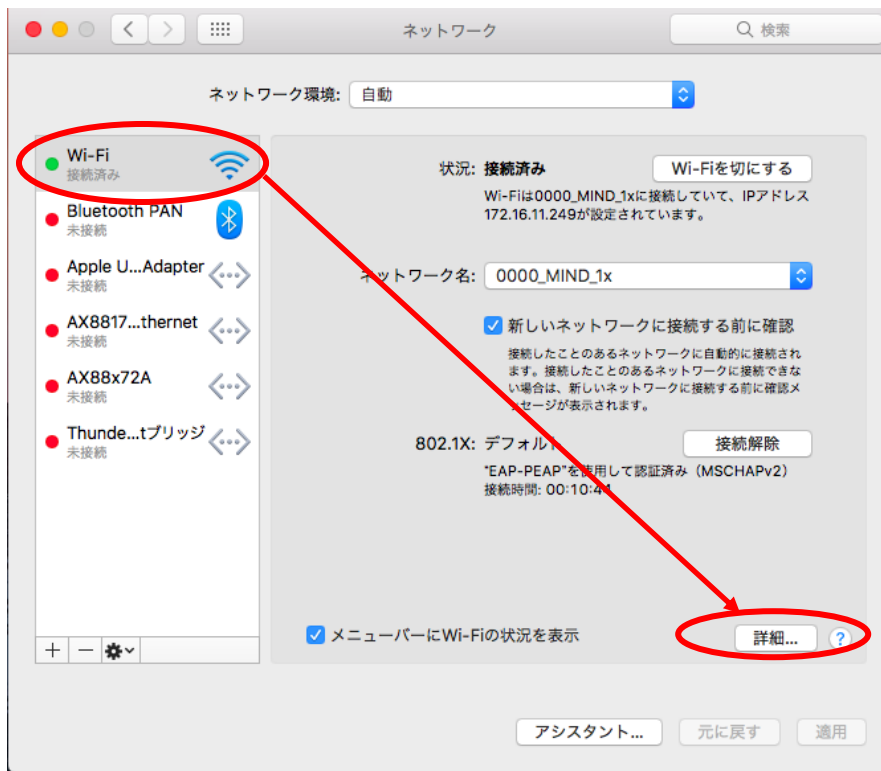 ネットワーク
検索
ネットワーク環境: 自動
Wi-Fi
接続済み
Bluetooth PAN
未接続
Apple U...Adapter
未接続
AX8817...thernet
未接続
AX88x72A
未接続
Thunde...tブリッジ
未接続
状況: 接続済み
Wi-Fiを切にする
Wi-Fiは0000_MIND_1xに接続していて、IPアドレス
172.16.11.249が設定されています。
ネットワーク名: 0000_MIND_1x
新しいネットワークに接続する前に確認
接続したことのあるネットワークに自動的に接続され
ます。接続したことのあるネットワークに接続できな
い場合は、新しいネットワークに接続する前に確認メ
ッセージが表示されます。
802.1X: デフォルト
接続解除
“EAP-PEAP”を使用して認証済み（MSCHAPv2）
接続時間: 00:10:44
メニューバーにWi-Fiの状況を表示
詳細...
?
アシスタント...
元に戻す
適用